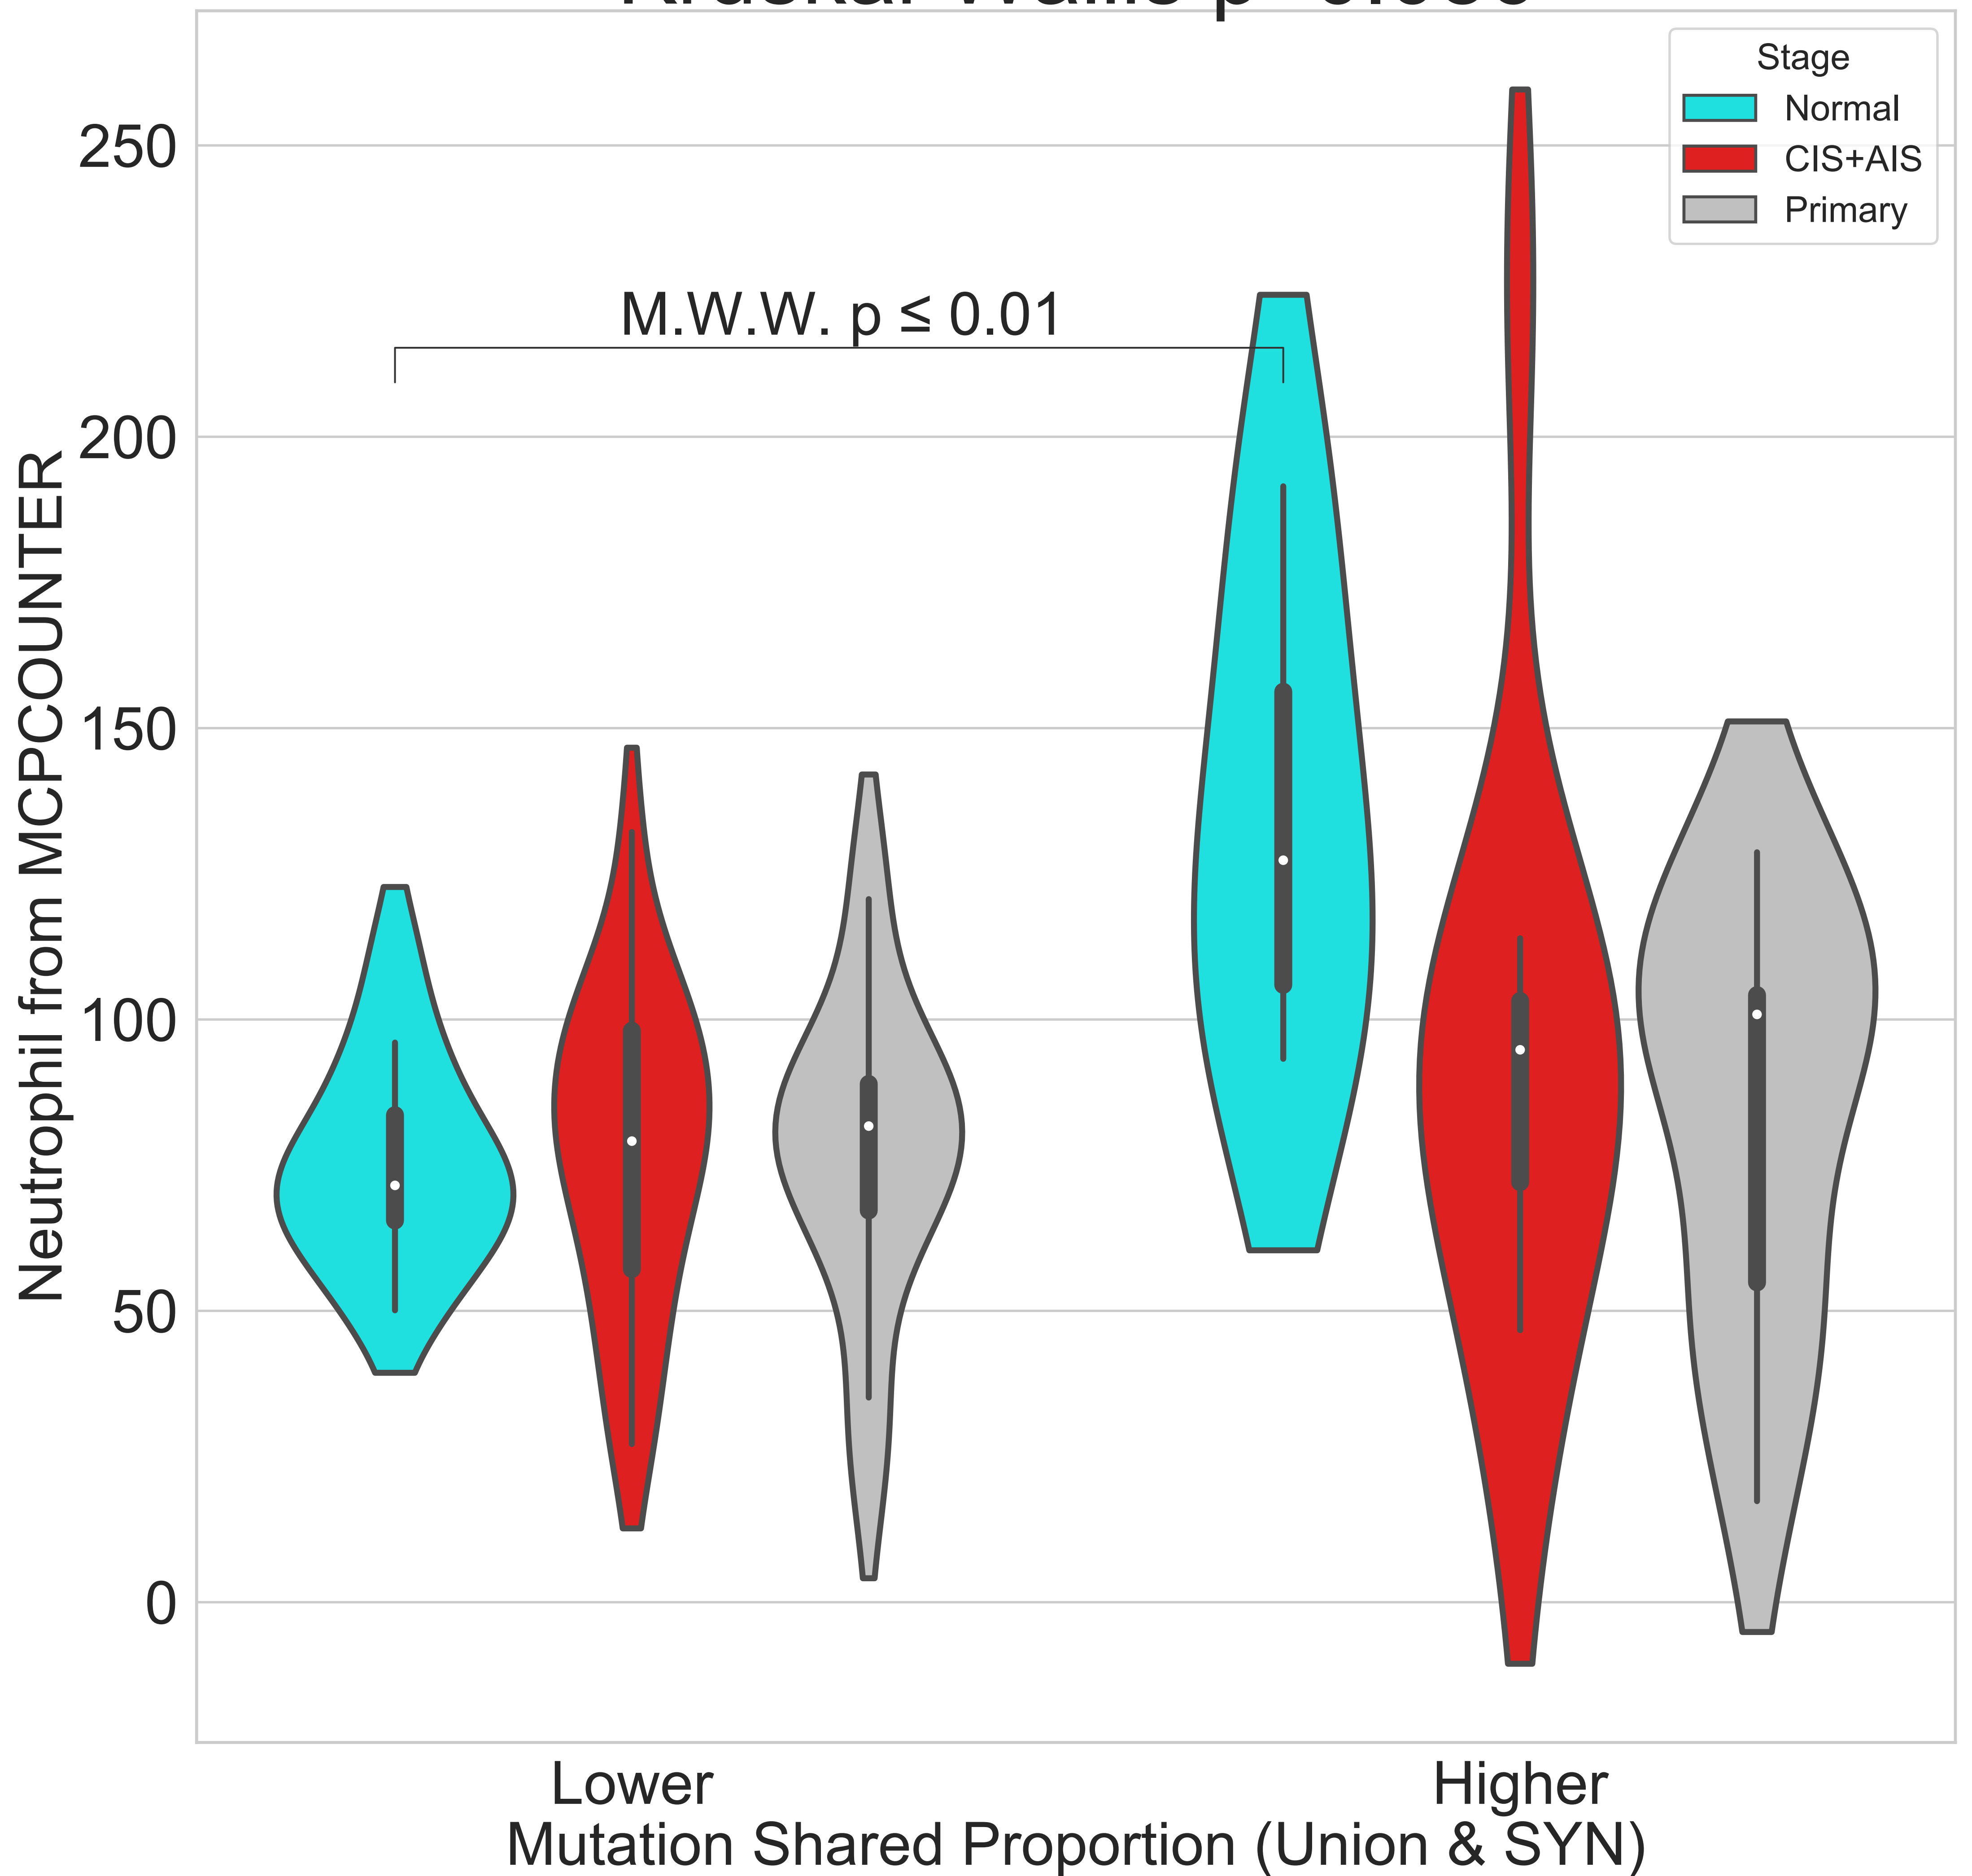 Stage
Normal
CIS+AIS
Primary
M.W.W. p ≤ 0.01
250
200
150
100
50
0
Neutrophil from MCPCOUNTER
Lower
Higher
Mutation Shared Proportion (Union & SYN)